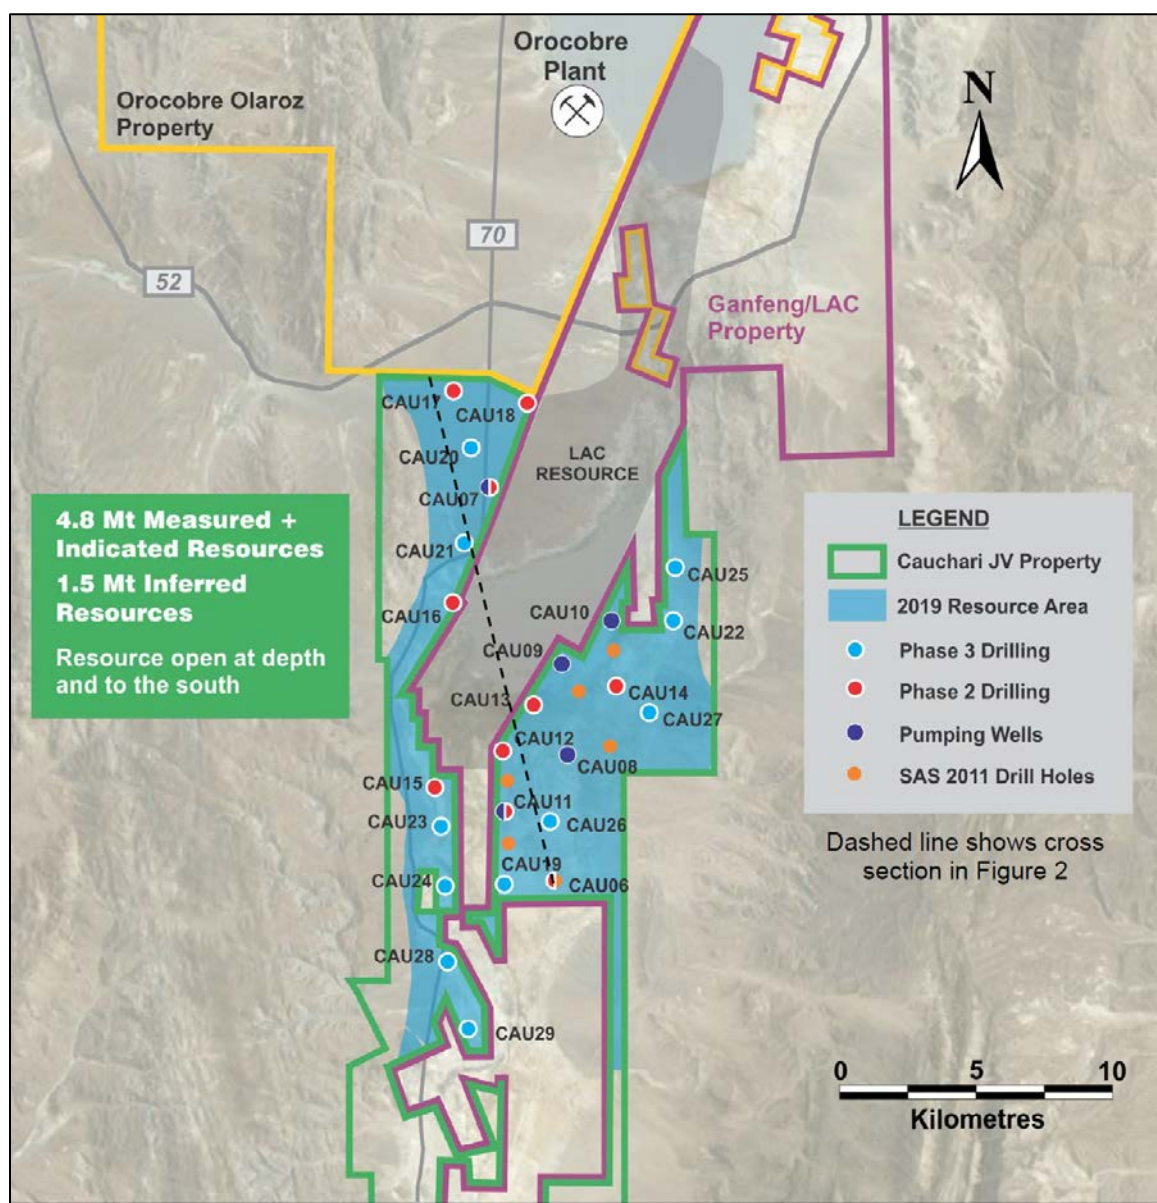 Orocobre
Plant
N
Orocobre Olaroz
Property
70
52
Ganfeng/LAC
Property
CAU17
CAU18
CAU20
LAC
RESOURCE
CAU07
4.8 Mt Measured +
Indicated Resources
1.5 Mt Inferred
Resources
Resource open at depth
and to the south
CAU21
CAU25
CAU16
CAU10
CAU22
CAU09
CAU13
CAU14
CAU27
CAU12
CAU08
CAU15
CAU11
CAU23
CAU26
CAU19
CAU24
CAU06
CAU28
CAU29
LEGEND
Cauchari JV Property
2019 Resource Area
Phase 3 Drilling
Phase 2 Drilling
Pumping Wells
SAS 2011 Drill Holes
Dashed line shows cross
section in Figure 2
0 5 10
Kilometres